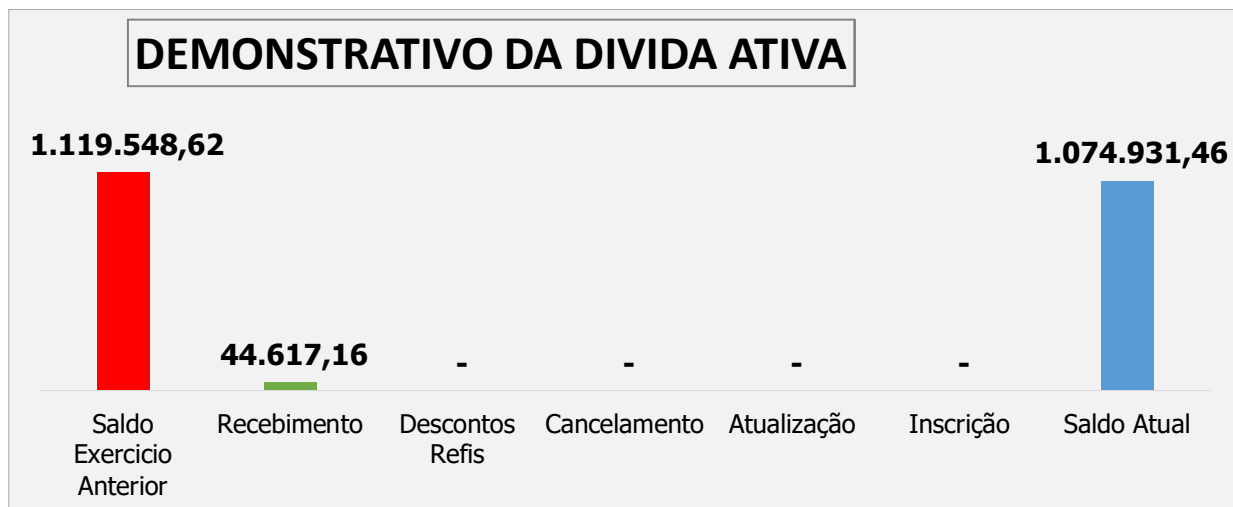 DEMONSTRATIVO DA DIVIDA ATIVA
1.119.548,62
1.074.931,46
44.617,16
-
-
-
-
Saldo
Exercicio
Anterior
Recebimento
Descontos
Refis
Cancelamento
Atualização
Inscrição
Saldo Atual